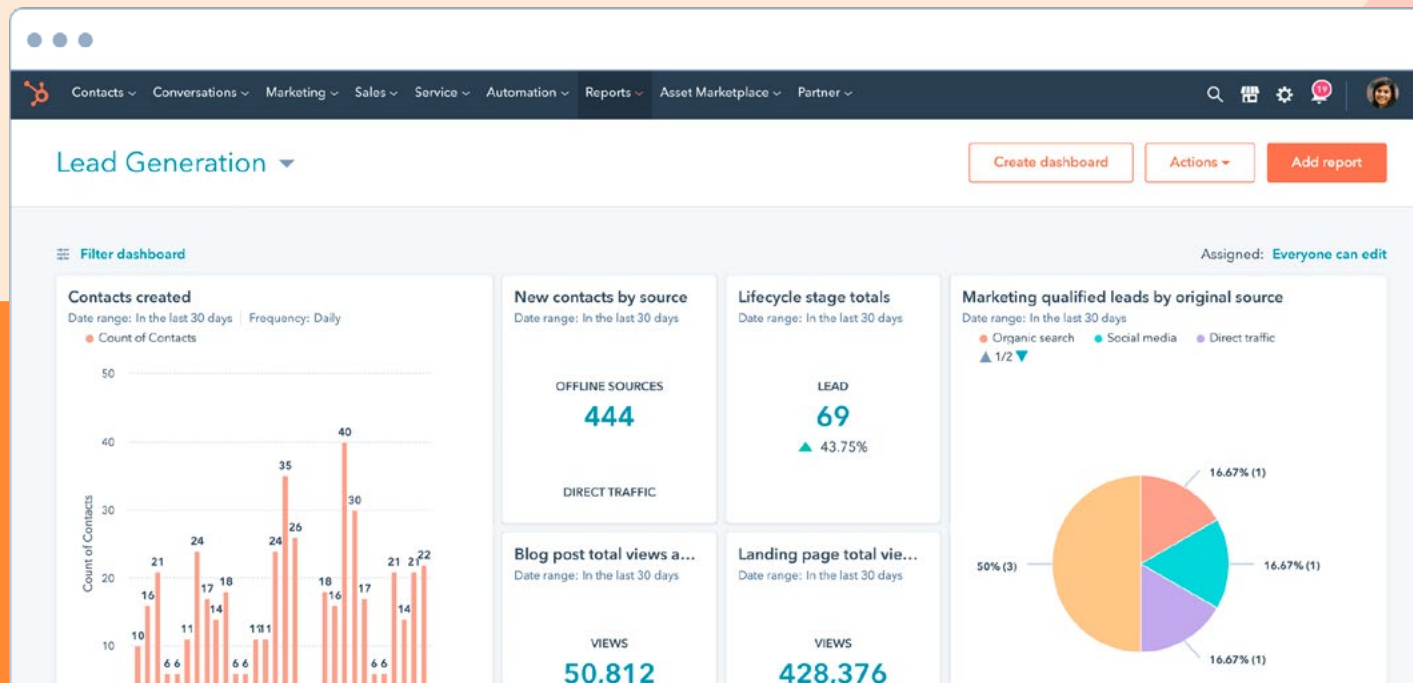 Contacts Conversations Marketing Sales Service Automation Reports Asset Marketplace Partner
19
Lead Generation
Create dashboard
Actions
Add report
Filter dashboard
Assigned: Everyone can edit
Contacts created
Date range: In the last 30 days | Frequency: Daily
Count of Contacts
50
40
30
20
10
Count of Contacts
10
16
21
6 6
11
24
17
14
18
6 6
11 11
24
35
26
18
16
40
30
17
6 6
21
14
21
22
New contacts by source
Date range: In the last 30 days
OFFLINE SOURCES
444
DIRECT TRAFFIC
Lifecycle stage totals
Date range: In the last 30 days
LEAD
69
43.75%
Blog post total views a...
Date range: In the last 30 days
VIEWS
50,812
Landing page total vie...
Date range: In the last 30 days
VIEWS
428,376
Marketing qualified leads by original source
Date range: In the last 30 days
Organic search Social media Direct traffic
1/2
16.67% (1)
50% (3)
16.67% (1)
16.67% (1)